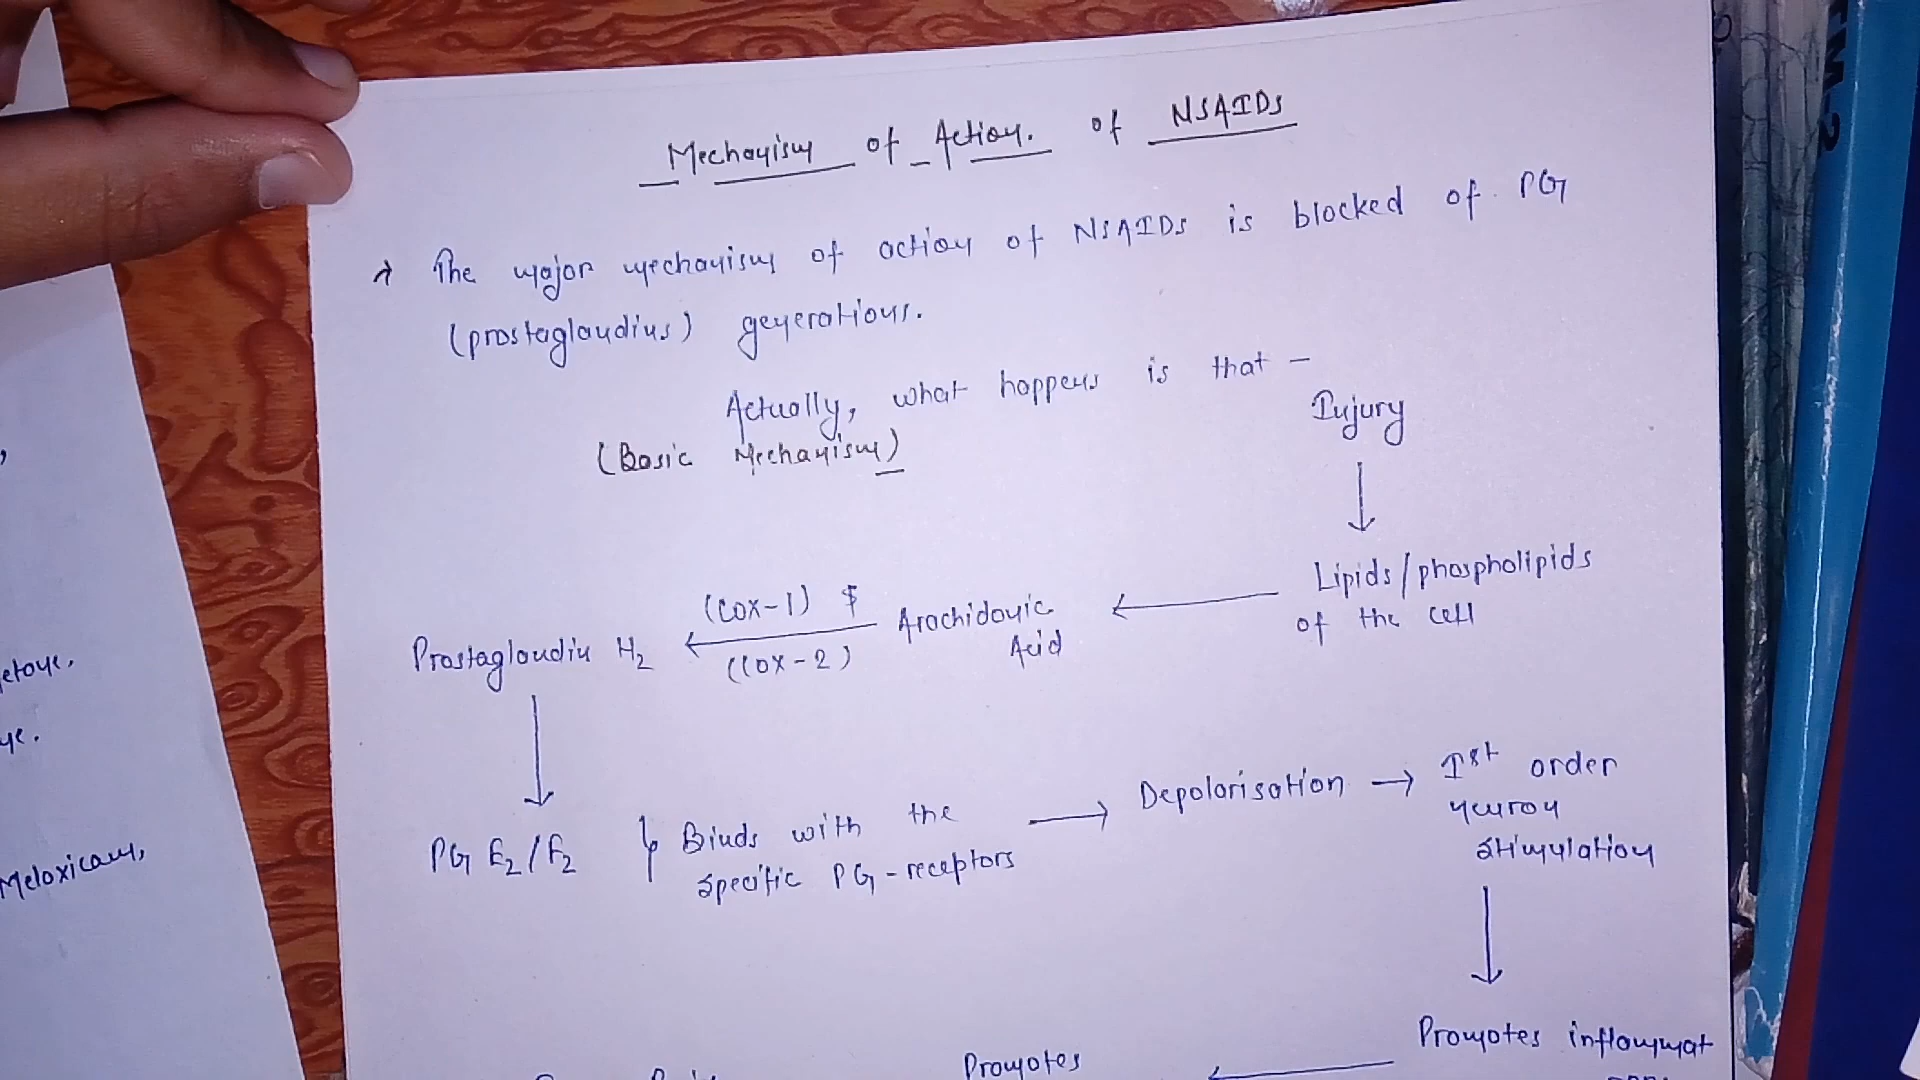 Mechanism of Action. of NSAIDs
→ The major mechanism of action of NSAIDs is blocked of PG
(prostaglandins) generations.
Actually, what happens is that –
(Basic Mechanism)
Injury
Lipids/phospholipids
of the cell
Arachidonic
Acid
(COX-1) &
(COX-2)
Prostaglandin H2
PG E2/F2
Binds with the
specific PG-receptors
Depolarisation → Ist order
neuron
stimulation
Promotes inflammat
Promotes
etone,
ne.
Meloxicam,
TM-2